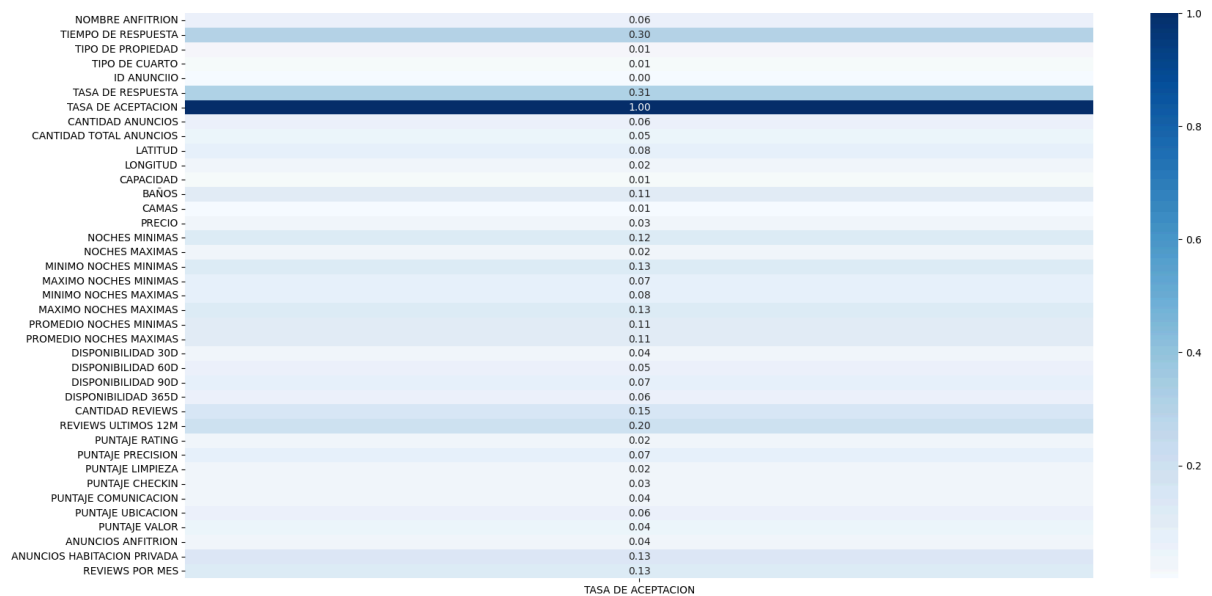 NOMBRE ANFITRION 0.06
TIEMPO DE RESPUESTA 0.30
TIPO DE PROPIEDAD 0.01
TIPO DE CUARTO 0.01
ID ANUNCIIO 0.00
TASA DE RESPUESTA 0.31
TASA DE ACEPTACION 1.00
CANTIDAD ANUNCIOS 0.06
CANTIDAD TOTAL ANUNCIOS 0.05
LATITUD 0.08
LONGITUD 0.02
CAPACIDAD 0.01
BAÑOS 0.11
CAMAS 0.01
PRECIO 0.03
NOCHES MINIMAS 0.12
NOCHES MAXIMAS 0.02
MINIMO NOCHES MINIMAS 0.13
MAXIMO NOCHES MINIMAS 0.07
MINIMO NOCHES MAXIMAS 0.08
MAXIMO NOCHES MAXIMAS 0.13
PROMEDIO NOCHES MINIMAS 0.11
PROMEDIO NOCHES MAXIMAS 0.11
DISPONIBILIDAD 30D 0.04
DISPONIBILIDAD 60D 0.05
DISPONIBILIDAD 90D 0.07
DISPONIBILIDAD 365D 0.06
CANTIDAD REVIEWS 0.15
REVIEWS ULTIMOS 12M 0.20
PUNTAJE RATING 0.02
PUNTAJE PRECISION 0.07
PUNTAJE LIMPIEZA 0.02
PUNTAJE CHECKIN 0.03
PUNTAJE COMUNICACION 0.04
PUNTAJE UBICACION 0.06
PUNTAJE VALOR 0.04
ANUNCIOS ANFITRION 0.04
ANUNCIOS HABITACION PRIVADA 0.13
REVIEWS POR MES 0.13
TASA DE ACEPTACION
1.0
0.8
0.6
0.4
0.2